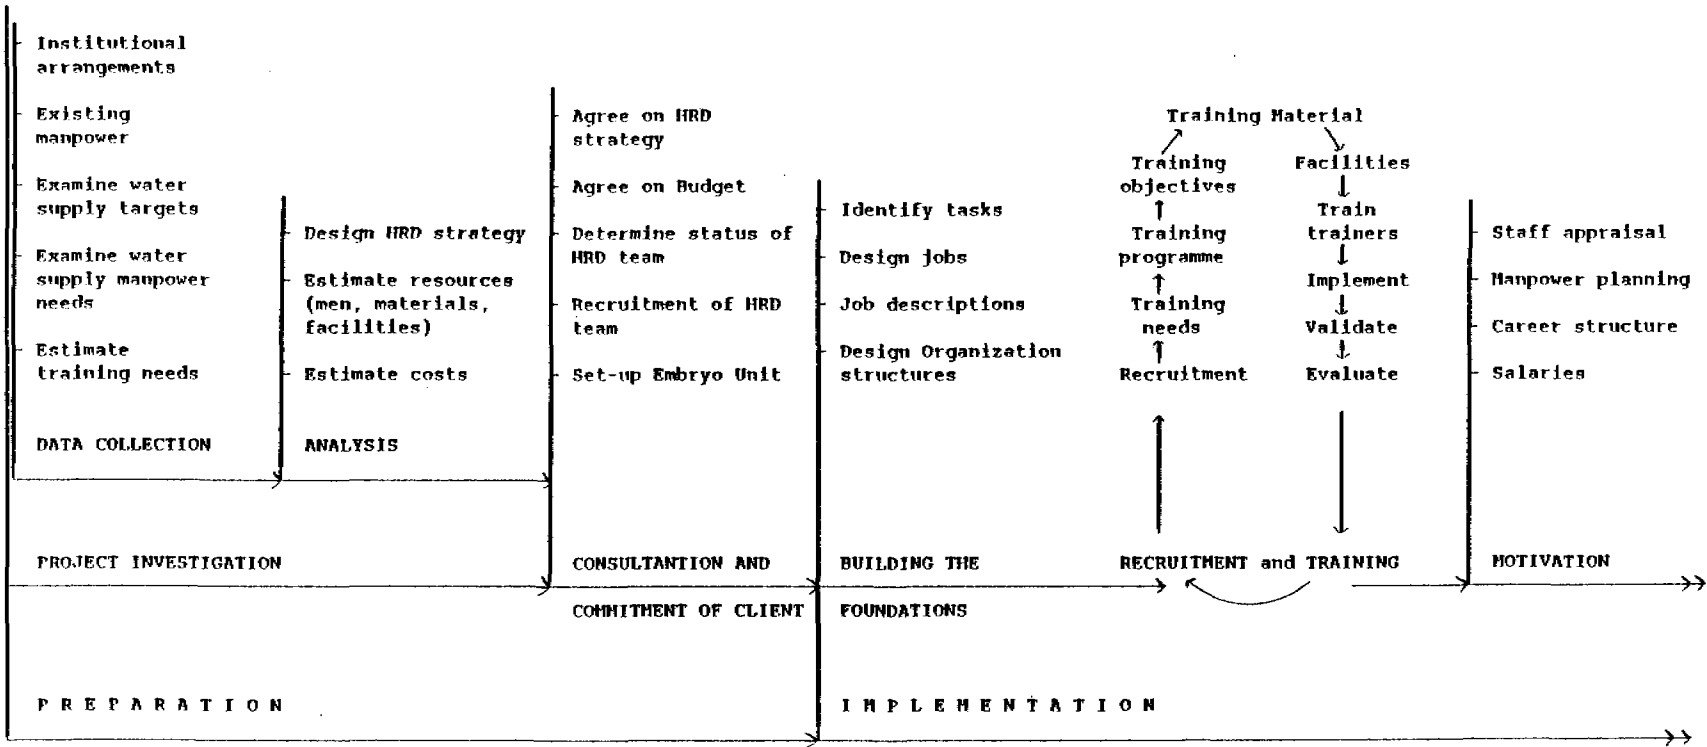 Institutional
arrangements
Existing
manpower
Examine water
supply targets
Examine water
supply manpower
needs
Estimate
training needs
DATA COLLECTION
Design HRD strategy
Estimate resources
(men, materials,
facilities)
Estimate costs
ANALYSIS
PROJECT INVESTIGATION
Agree on HRD
strategy
Agree on Budget
Determine status of
HRD team
Recruitment of HRD
team
Set-up Embryo Unit
CONSULTANTION AND
COMMITMENT OF CLIENT
P R E P A R A T I O N
Identify tasks
Design jobs
Job descriptions
Design Organization
structures
BUILDING THE
FOUNDATIONS
Training Material
Training
objectives
Training
programme
Training
needs
Recruitment
Facilities
Train
trainers
Implement
Validate
Evaluate
RECRUITMENT and TRAINING
Staff appraisal
Manpower planning
Career structure
Salaries
MOTIVATION
I M P L E M E N T A T I O N